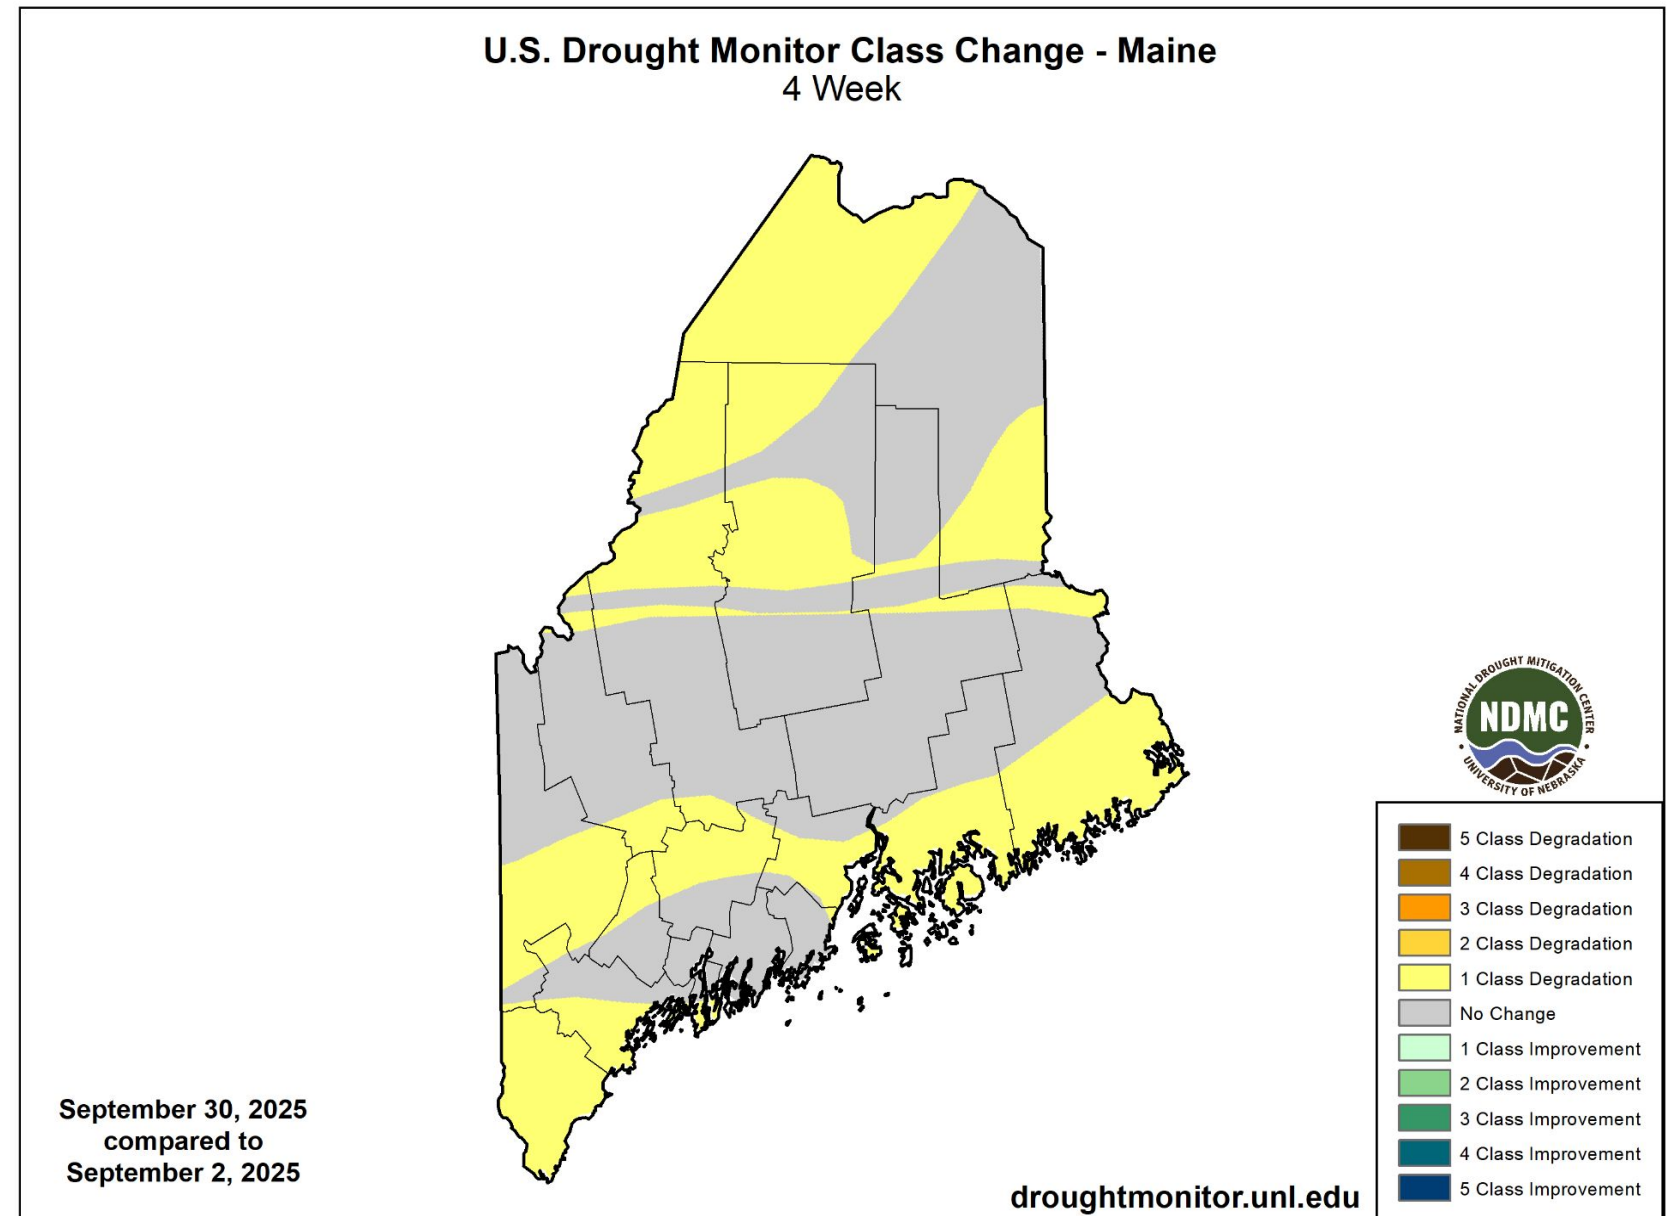 U.S. Drought Monitor Class Change - Maine
4 Week
NATIONAL DROUGHT MITIGATION CENTER
NDMC
UNIVERSITY OF NEBRASKA
5 Class Degradation
4 Class Degradation
3 Class Degradation
2 Class Degradation
1 Class Degradation
No Change
1 Class Improvement
2 Class Improvement
3 Class Improvement
4 Class Improvement
5 Class Improvement
September 30, 2025
compared to
September 2, 2025
droughtmonitor.unl.edu